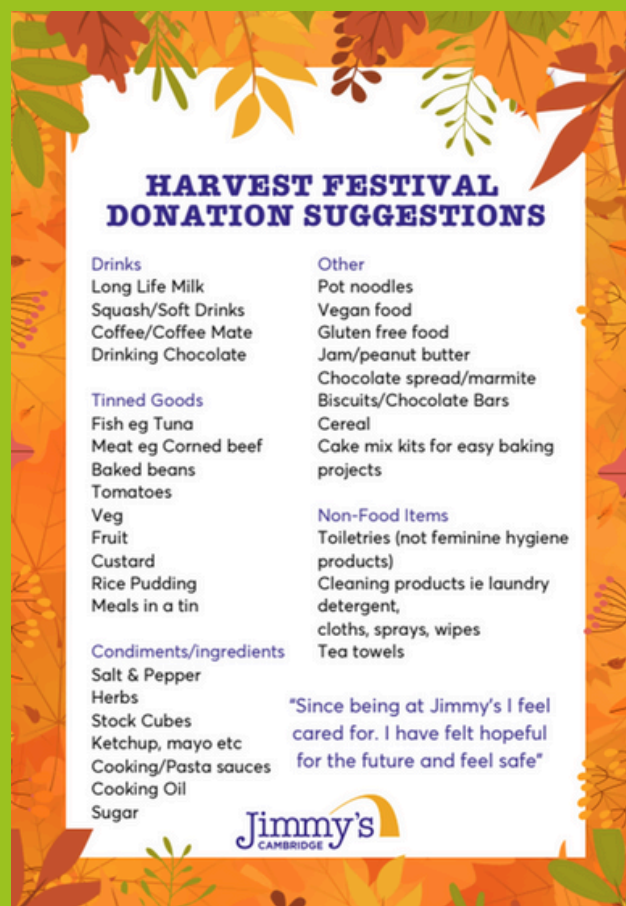 HARVEST FESTIVAL
DONATION SUGGESTIONS
Drinks
Long Life Milk
Squash/Soft Drinks
Coffee/Coffee Mate
Drinking Chocolate
Tinned Goods
Fish eg Tuna
Meat eg Corned beef
Baked beans
Tomatoes
Veg
Fruit
Custard
Rice Pudding
Meals in a tin
Condiments/ingredients
Salt & Pepper
Herbs
Stock Cubes
Ketchup, mayo etc
Cooking/Pasta sauces
Cooking Oil
Sugar
Other
Pot noodles
Vegan food
Gluten free food
Jam/peanut butter
Chocolate spread/marmite
Biscuits/Chocolate Bars
Cereal
Cake mix kits for easy baking
projects
Non-Food Items
Toiletries (not feminine hygiene
products)
Cleaning products ie laundry
detergent,
cloths, sprays, wipes
Tea towels
"Since being at Jimmy's I feel
cared for. I have felt hopeful
for the future and feel safe"
Jimmy's
CAMBRIDGE